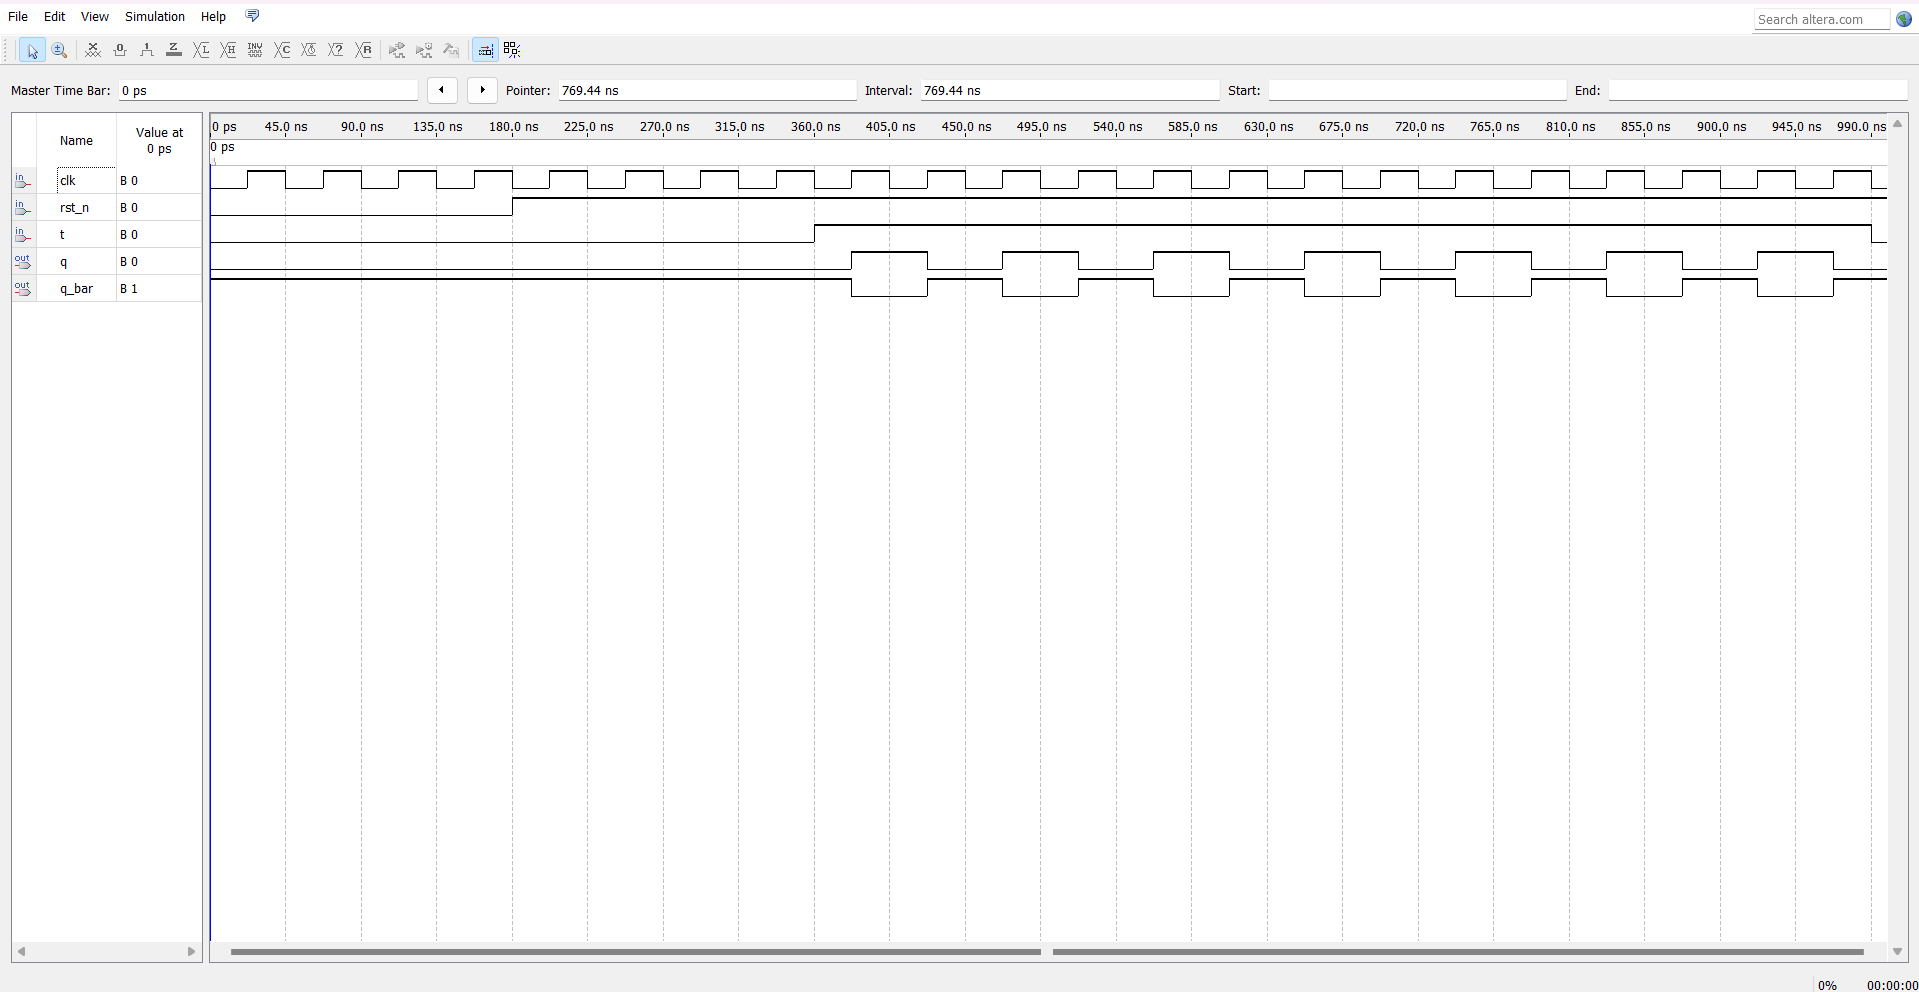 File Edit View Simulation Help
Search altera.com
Master Time Bar: 0 ps Pointer: 769.44 ns Interval: 769.44 ns Start: End:
Name Value at 0 ps
0 ps 45.0 ns 90.0 ns 135.0 ns 180.0 ns 225.0 ns 270.0 ns 315.0 ns 360.0 ns 405.0 ns 450.0 ns 495.0 ns 540.0 ns 585.0 ns 630.0 ns 675.0 ns 720.0 ns 765.0 ns 810.0 ns 855.0 ns 900.0 ns 945.0 ns 990.0 ns
0 ps
in clk B 0
in rst_n B 0
in t B 0
out q B 0
out q_bar B 1
0% 00:00:00